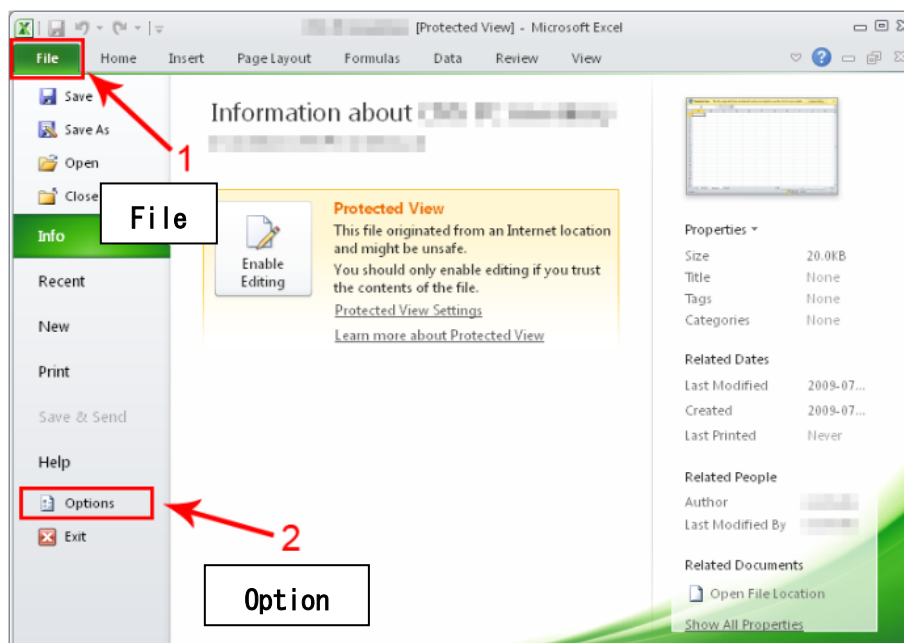 [Protected View] - Microsoft Excel
File Home Insert Page Layout Formulas Data Review View
Save
Save As
Open
Close
Info
Recent
New
Print
Save & Send
Help
Options
Exit
1
File
2
Option
Information about
Enable Editing
Protected View
This file originated from an Internet location
and might be unsafe.
You should only enable editing if you trust
the contents of the file.
Protected View Settings
Learn more about Protected View
Properties
Size 20.0KB
Title None
Tags None
Categories None
Related Dates
Last Modified 2009-07...
Created 2009-07...
Last Printed Never
Related People
Author
Last Modified By
Related Documents
Open File Location
Show All Properties